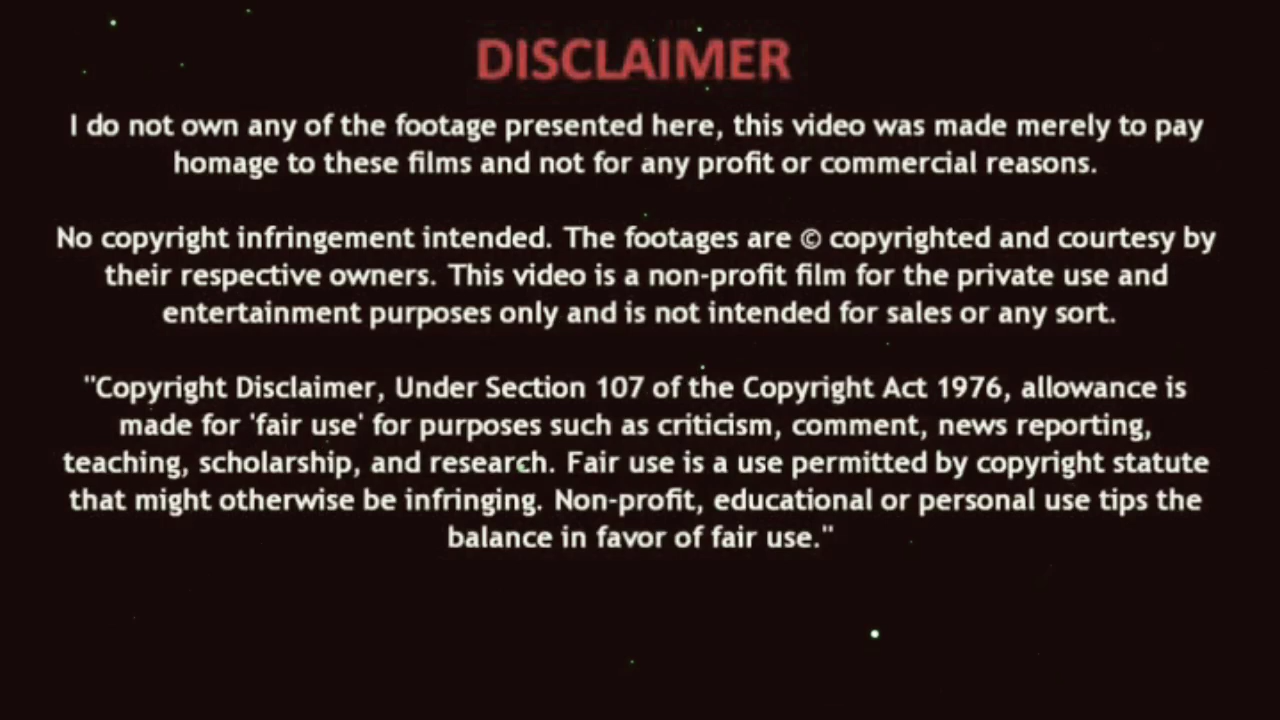 DISCLAIMER
I do not own any of the footage presented here, this video was made merely to pay
homage to these films and not for any profit or commercial reasons.
No copyright infringement intended. The footages are © copyrighted and courtesy by
their respective owners. This video is a non-profit film for the private use and
entertainment purposes only and is not intended for sales or any sort.
"Copyright Disclaimer, Under Section 107 of the Copyright Act 1976, allowance is
made for 'fair use' for purposes such as criticism, comment, news reporting,
teaching, scholarship, and research. Fair use is a use permitted by copyright statute
that might otherwise be infringing. Non-profit, educational or personal use tips the
balance in favor of fair use."